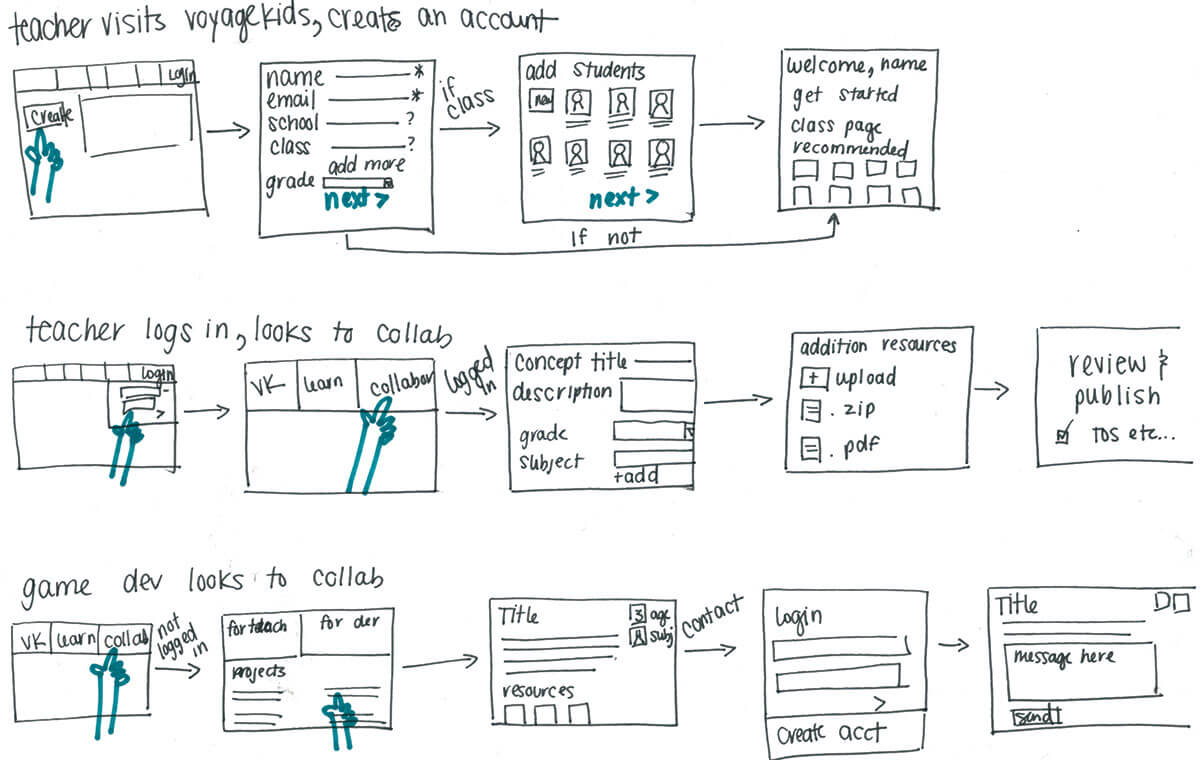 teacher visits voyagekids, creats an account
Login
Create
name *
email *
school ?
class ?
add more
grade
next >
if class
add students
new
next >
If not
welcome, name
get started
class page
recommended
teacher logs in, looks to collab
Login
>
VK learn collabor
logged in
concept title
description
grade
subject
+add
addition resources
+ upload
.zip
.pdf
review &
publish
TOS etc...
game dev looks to collab
VK learn collab
not logged in
for teach for dev
projects
Title
3 age
subj
resources
contact
login
>
create acct
Title
message here
send